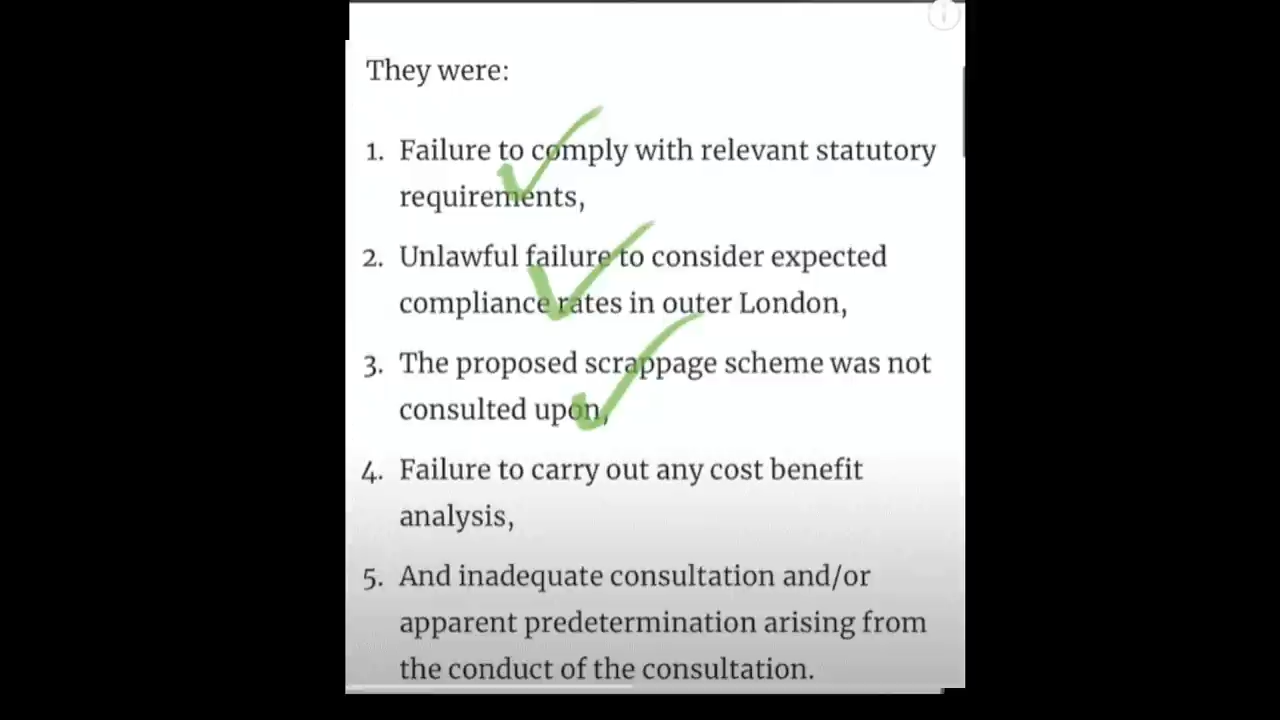 They were:
1. Failure to comply with relevant statutory
requirements,
2. Unlawful failure to consider expected
compliance rates in outer London,
3. The proposed scrappage scheme was not
consulted upon,
4. Failure to carry out any cost benefit
analysis,
5. And inadequate consultation and/or
apparent predetermination arising from
the conduct of the consultation.